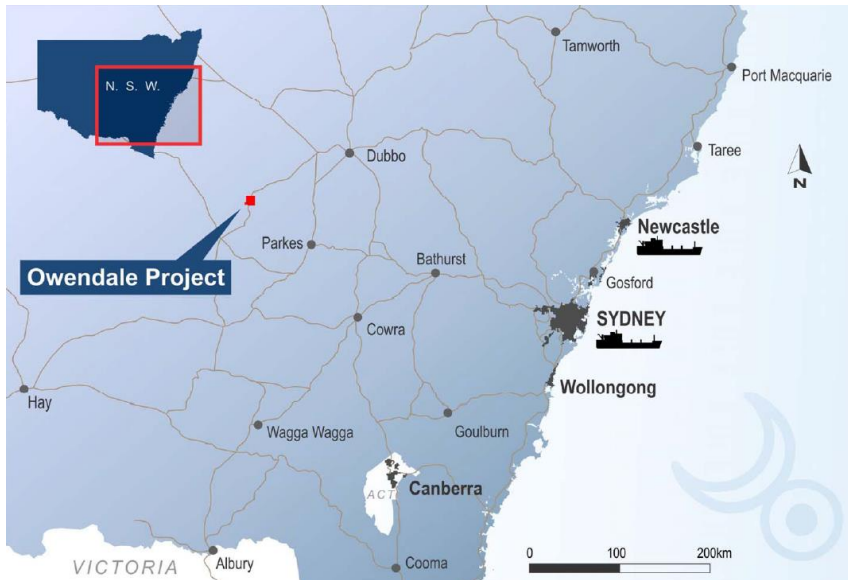 N. S. W.
Tamworth
Port Macquarie
Dubbo
Taree
N
Newcastle
Parkes
Owendale Project
Bathurst
Gosford
Cowra
SYDNEY
Hay
Wollongong
Wagga Wagga
Goulburn
ACT
Canberra
VICTORIA
Albury
Cooma
0 100 200km